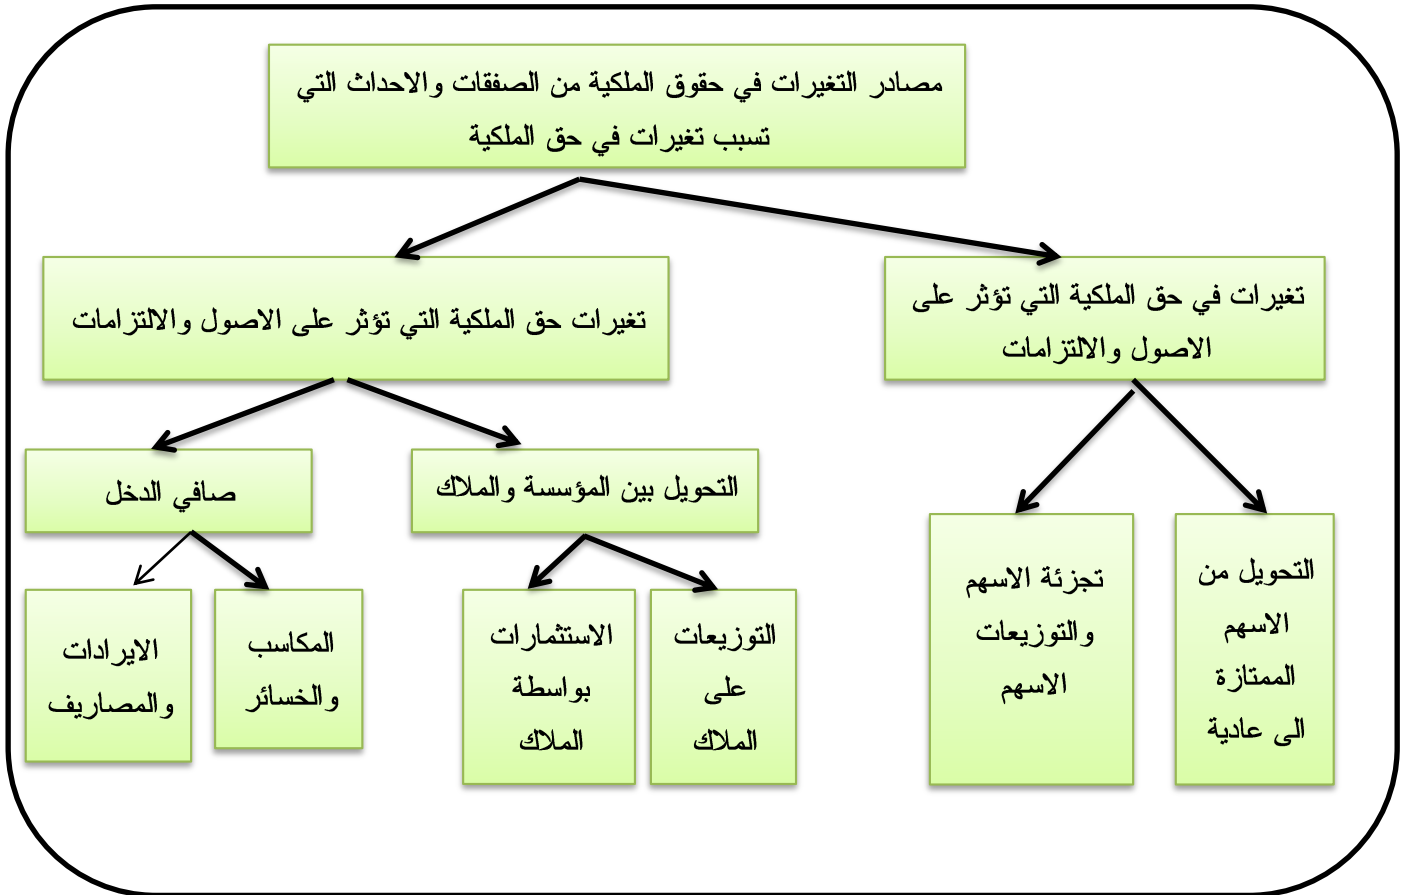 مصادر التغيرات في حقوق الملكية من الصفقات والاحداث التي
تسبب تغيرات في حق الملكية
تغيرات في حق الملكية التي تؤثر على
الاصول والالتزامات
تغيرات حق الملكية التي تؤثر على الاصول والالتزامات
التحويل بين المؤسسة والملاك
صافي الدخل
التحويل من
الاسهم
الممتازة
الى عادية
تجزئة الاسهم
والتوزيعات
الاسهم
التوزيعات
على
الملاك
الاستثمارات
بواسطة
الملاك
المكاسب
والخسائر
الايرادات
والمصاريف